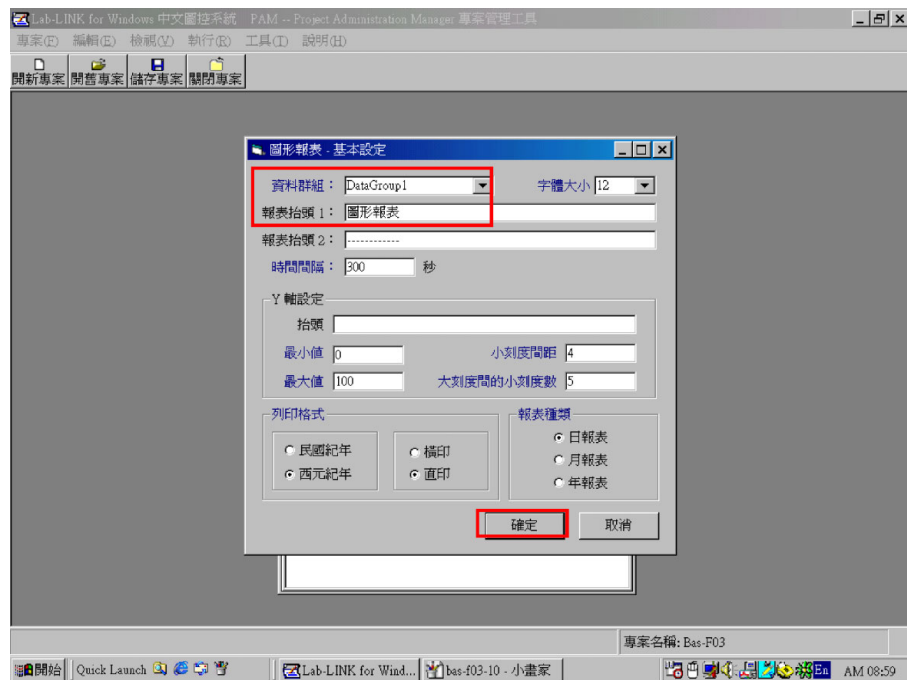 Lab-LINK for Windows 中文圖控系統 PAM -- Project Administration Manager 專案管理工具
專案(F) 編輯(E) 檢視(V) 執行(R) 工具(T) 說明(H)
開新專案 開舊專案 儲存專案 關閉專案
圖形報表 - 基本設定
資料群組： DataGroup1 字體大小 12
報表抬頭 1： 圖形報表
報表抬頭 2： ------------
時間間隔： 300 秒
Y 軸設定
抬頭
最小值 0 小刻度間距 4
最大值 100 大刻度間的小刻度數 5
列印格式 報表種類
民國紀年 橫印 日報表
西元紀年 直印 月報表
年報表
確定 取消
專案名稱: Bas-F03
開始 Quick Launch Lab-LINK for Wind... bas-f03-10 - 小畫家 En AM 08:59